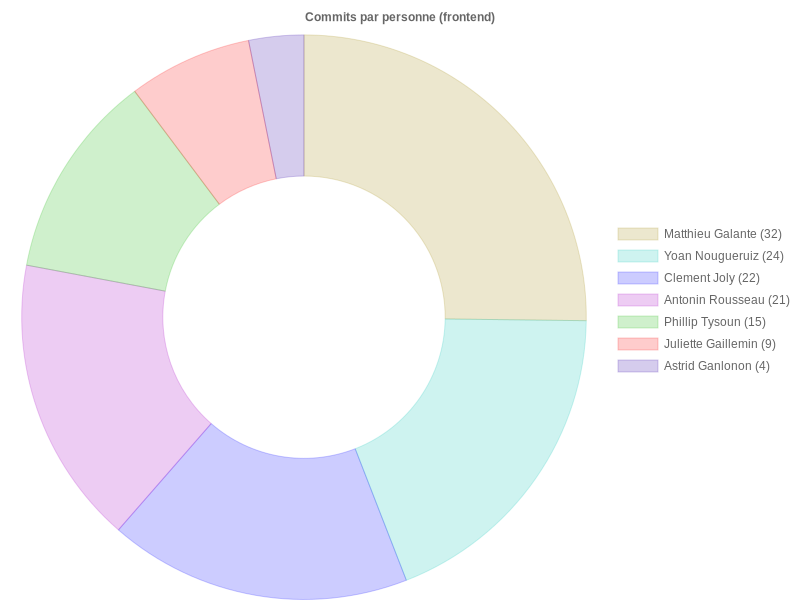 Commits par personne (frontend)
Matthieu Galante (32)
Yoan Nougueruiz (24)
Clement Joly (22)
Antonin Rousseau (21)
Phillip Tysoun (15)
Juliette Gaillemin (9)
Astrid Ganlonon (4)